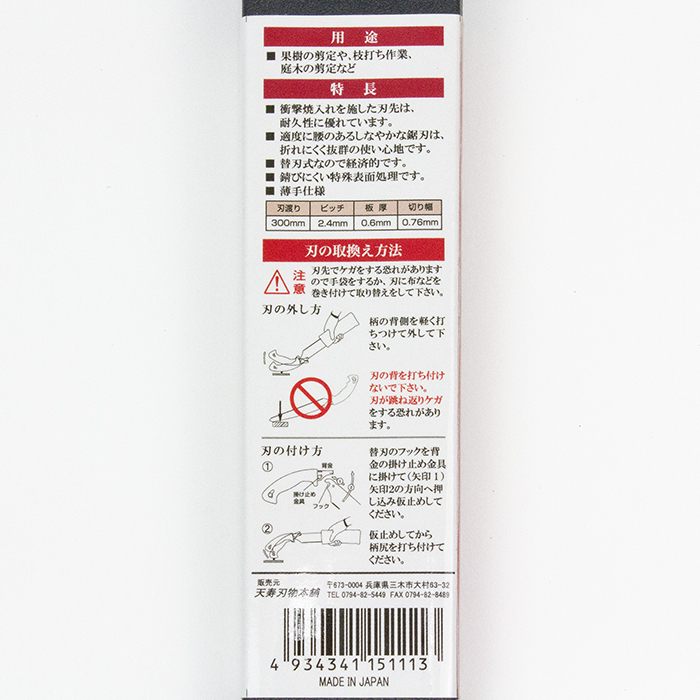 用途
■ 果樹の剪定や、枝打ち作業、
庭木の剪定など
特長
■ 衝撃焼入れを施した刃先は、
耐久性に優れています。
■ 適度に腰のあるしなやかな鋸刃は、
折れにくく抜群の使い心地です。
■ 替刃式なので経済的です。
■ 錆びにくい特殊表面処理です。
■ 薄手仕様
刃渡り ピッチ 板厚 切り幅
300mm 2.4mm 0.6mm 0.76mm
刃の取換え方法
注意
刃先でケガをする恐れがあります
ので手袋をするか、刃に布などを
巻き付けて取り替えをして下さい。
刃の外し方
柄の背側を軽く打
ちつけて外して下
さい。
刃の背を打ち付け
ないで下さい。
刃が跳ね返りケガ
をする恐れがあり
ます。
刃の付け方
① 背金
掛け止め
金具
フック
替刃のフックを背
金の掛け止め金具
に掛けて(矢印1)
矢印2の方向へ押
し込み仮止めして
ください。
②
仮止めしてから
柄尻を打ち付けて
ください。
販売元
天寿刃物本舗
〒673-0004 兵庫県三木市大村63-32
TEL 0794-82-5449 FAX 0794-82-8489
4 934341 151113
MADE IN JAPAN